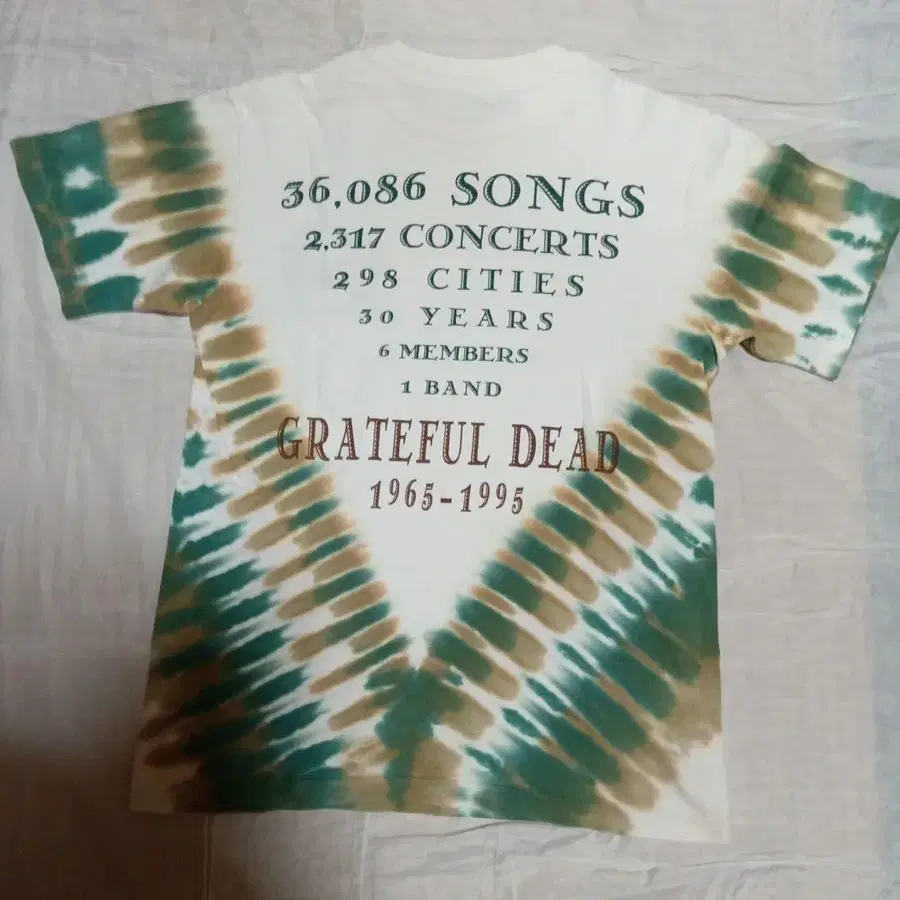 36,086 SONGS
2,317 CONCERTS
298 CITIES
30 YEARS
6 MEMBERS
1 BAND
GRATEFUL DEAD
1965-1995